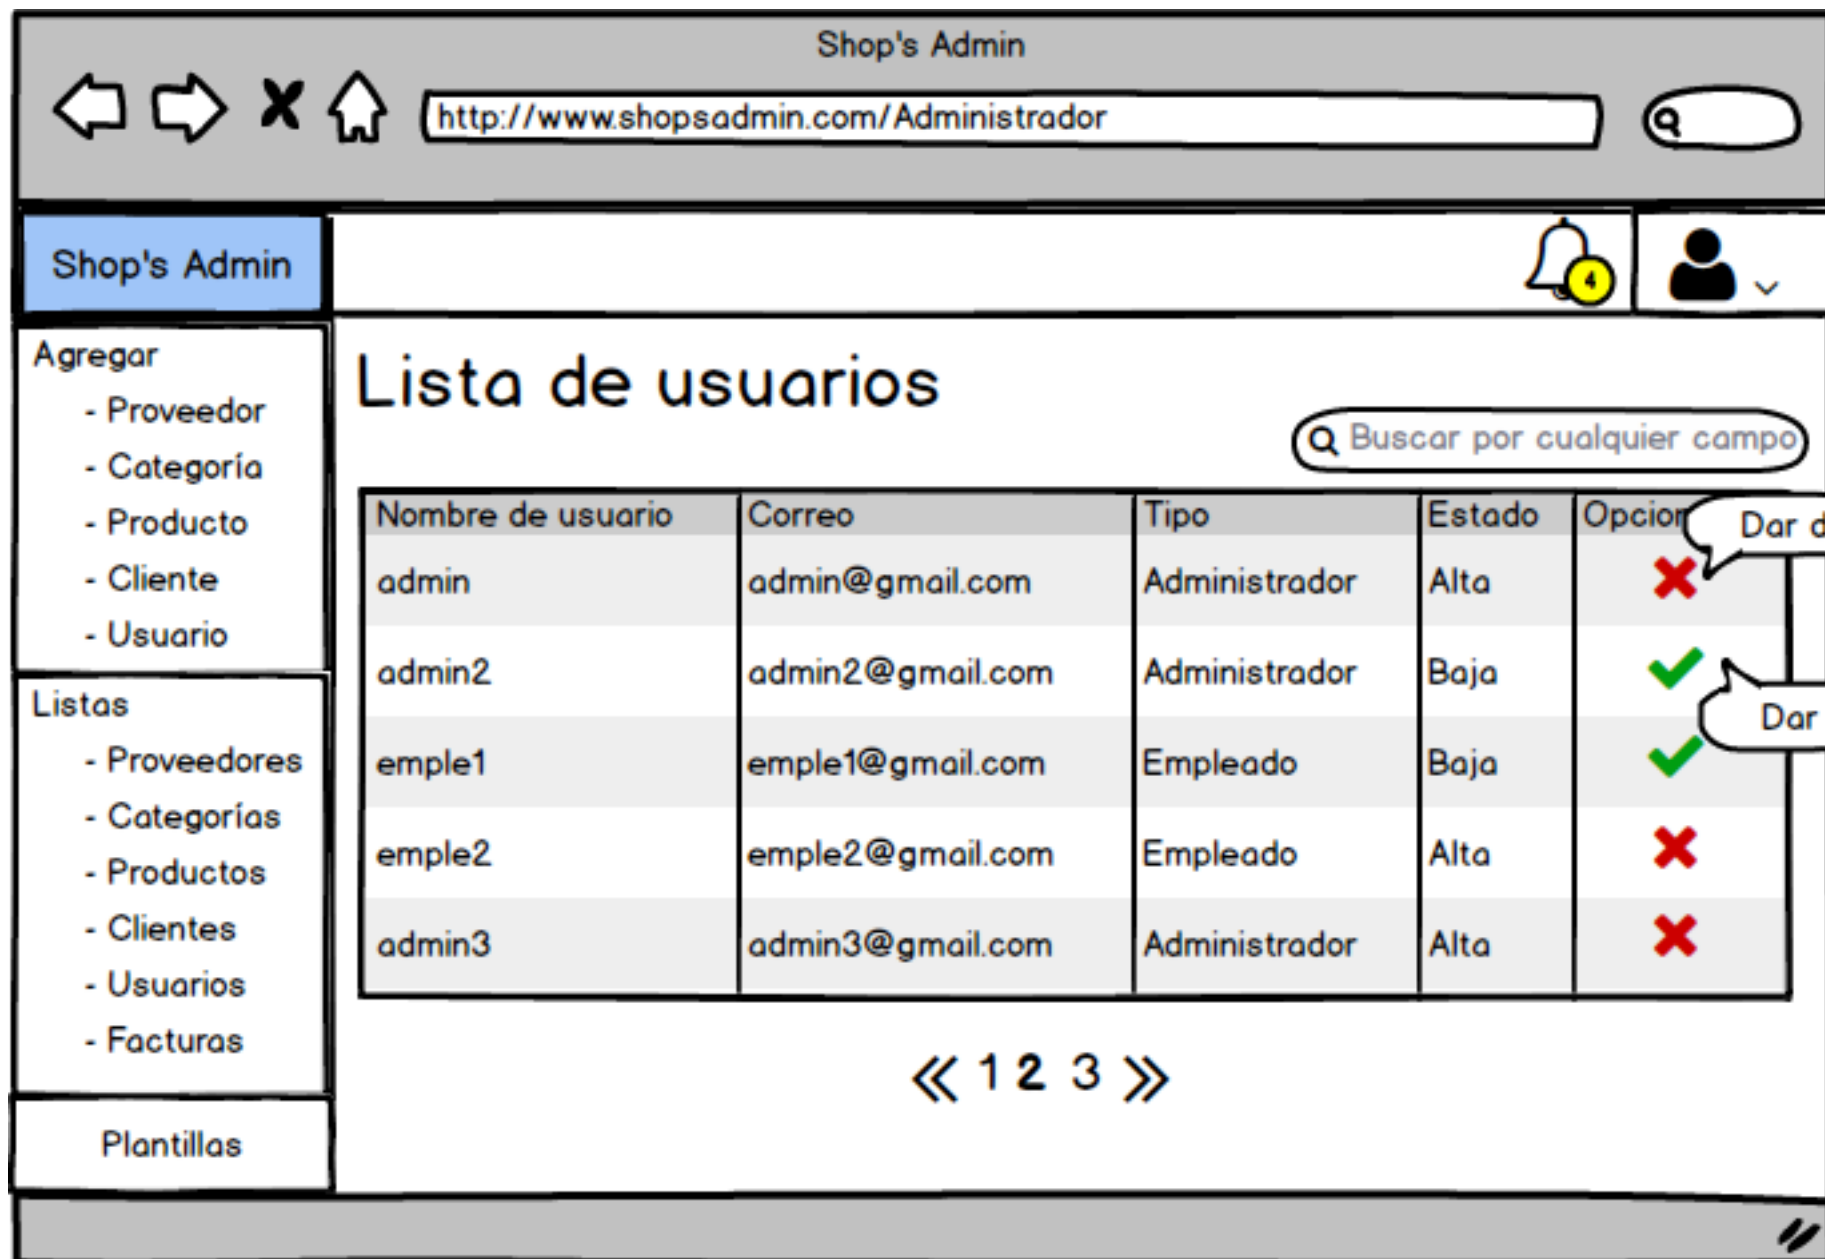 Shop's Admin
http://www.shopsadmin.com/Administrador
Shop's Admin
4
Agregar
- Proveedor
- Categoría
- Producto
- Cliente
- Usuario
Listas
- Proveedores
- Categorías
- Productos
- Clientes
- Usuarios
- Facturas
Plantillas
Lista de usuarios
Buscar por cualquier campo
Nombre de usuario Correo Tipo Estado
Dar
admin admin@gmail.com Administrador Alta
admin2 admin2@gmail.com Administrador Baja
Dar
emple1 emple1@gmail.com Empleado Baja
emple2 emple2@gmail.com Empleado Alta
admin3 admin3@gmail.com Administrador Alta
« 1 2 3 »